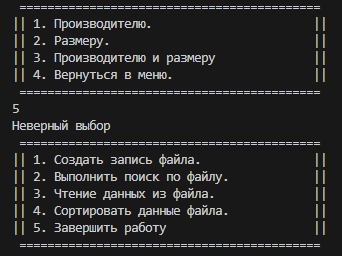 ===========================================
|| 1. Производителю. ||
|| 2. Размеру. ||
|| 3. Производителю и размеру ||
|| 4. Вернуться в меню. ||
===========================================
5
Неверный выбор
===========================================
|| 1. Создать запись файла. ||
|| 2. Выполнить поиск по файлу. ||
|| 3. Чтение данных из файла. ||
|| 4. Сортировать данные файла. ||
|| 5. Завершить работу ||
===========================================